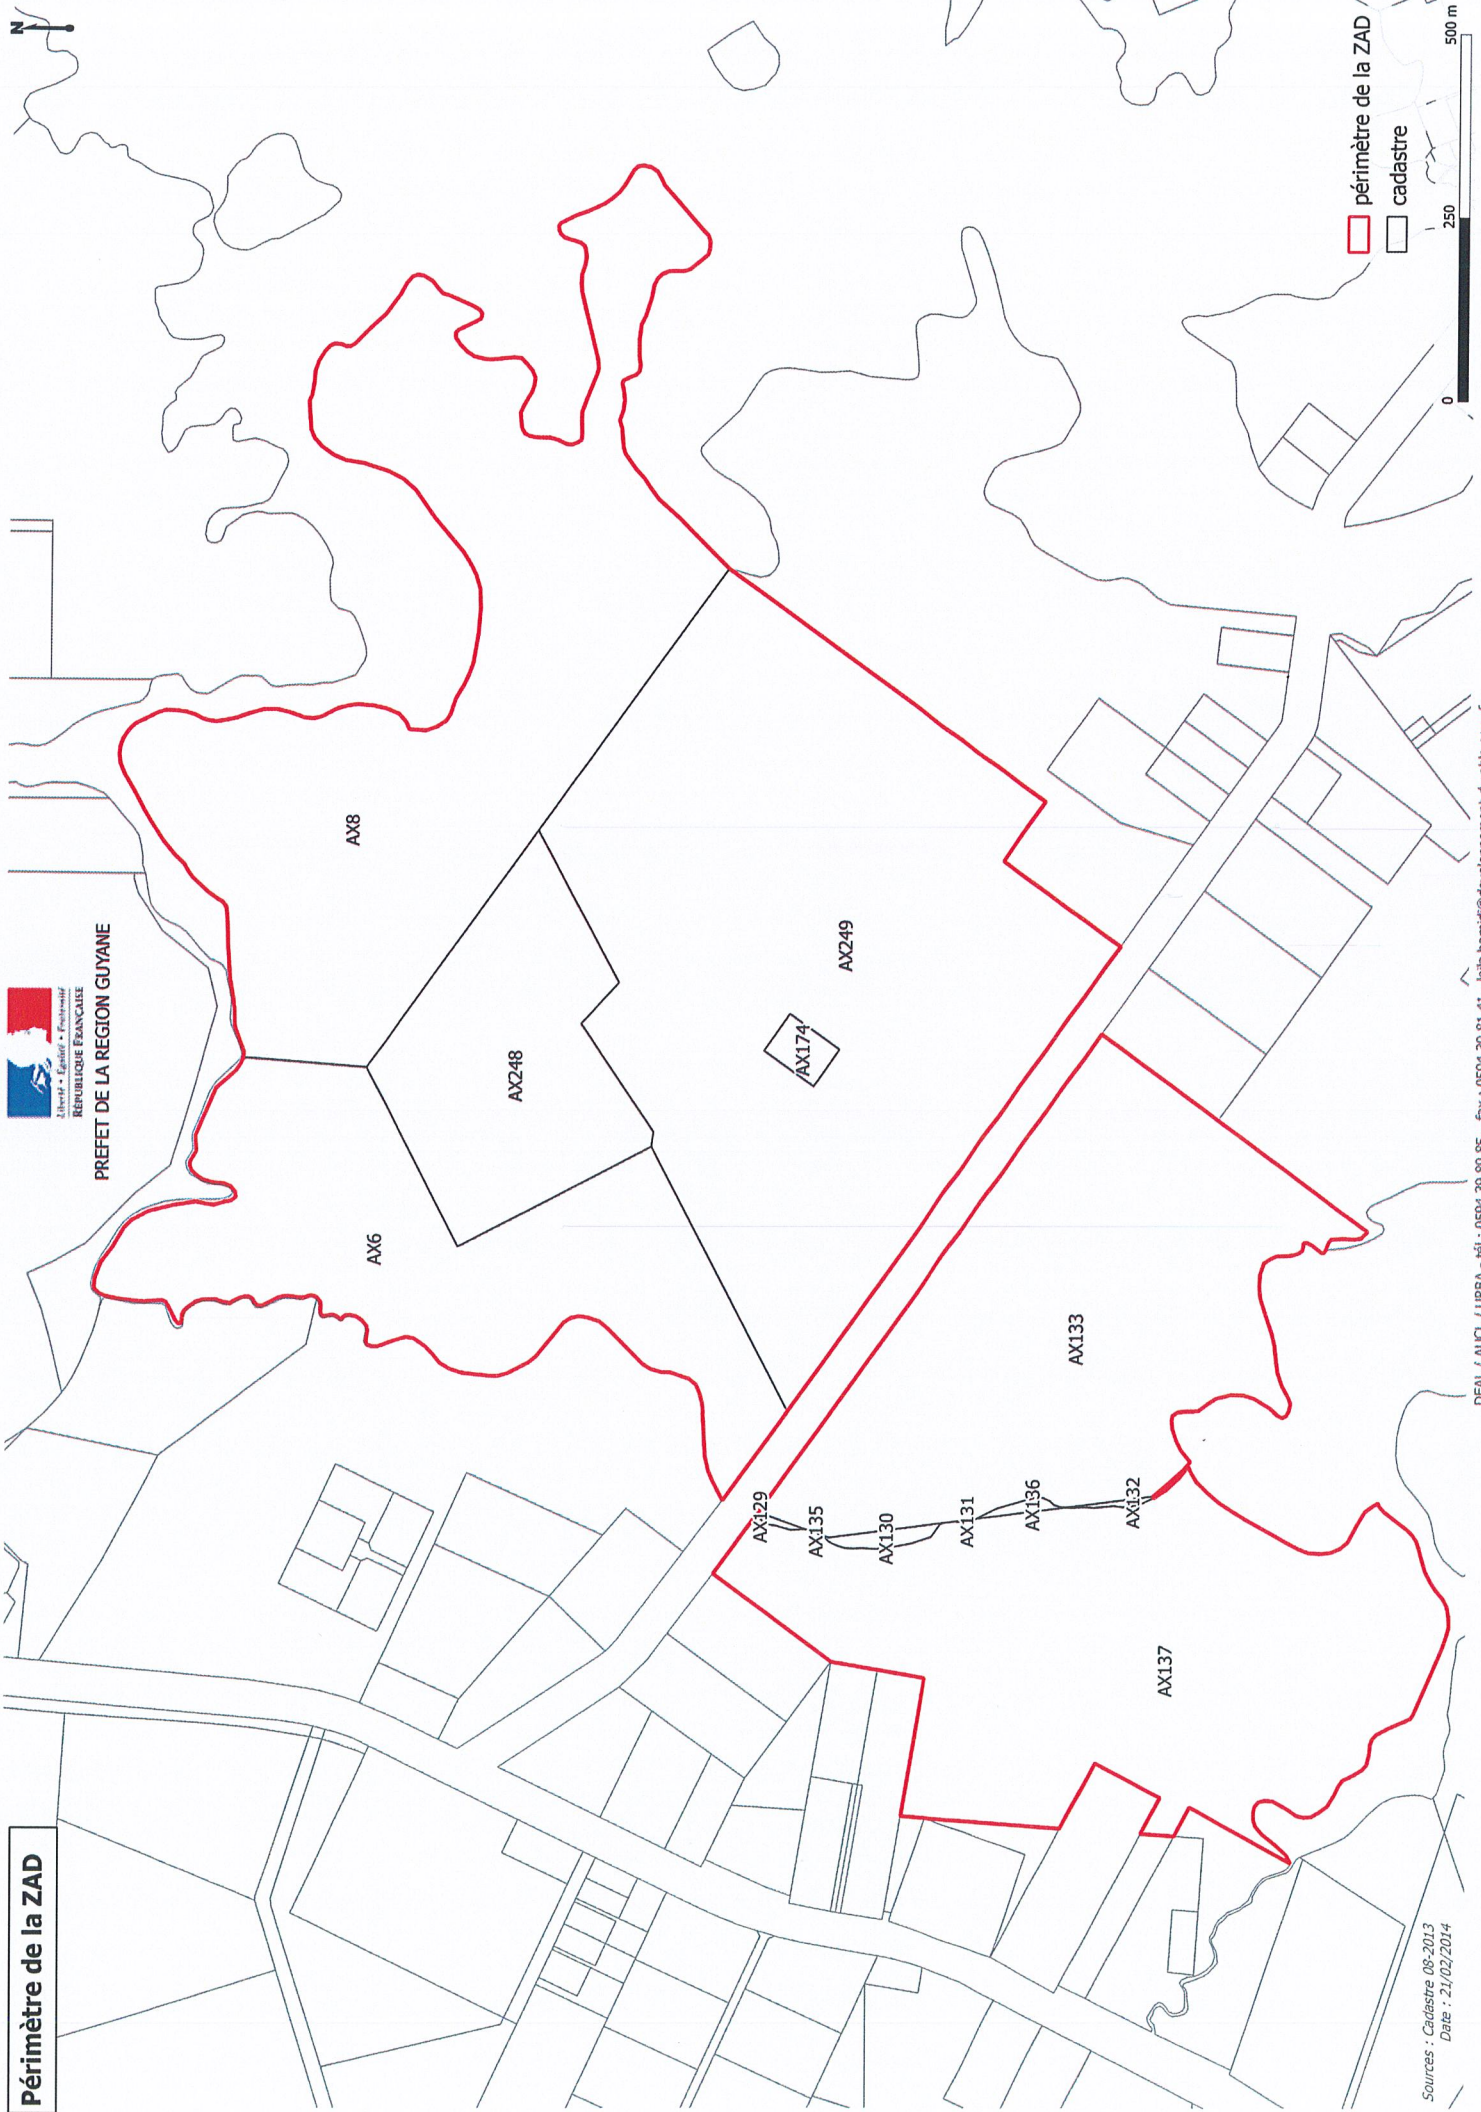 Périmètre de la ZAD
Liberté • Égalité • Fraternité
RÉPUBLIQUE FRANÇAISE
PREFET DE LA REGION GUYANE
N
AX8
AX6
AX248
AX249
AX174
AX133
AX129
AX135
AX130
AX131
AX136
AX132
AX137
périmètre de la ZAD
cadastre
0 250 500 m
Sources : Cadastre 08-2013
Date : 21/02/2014